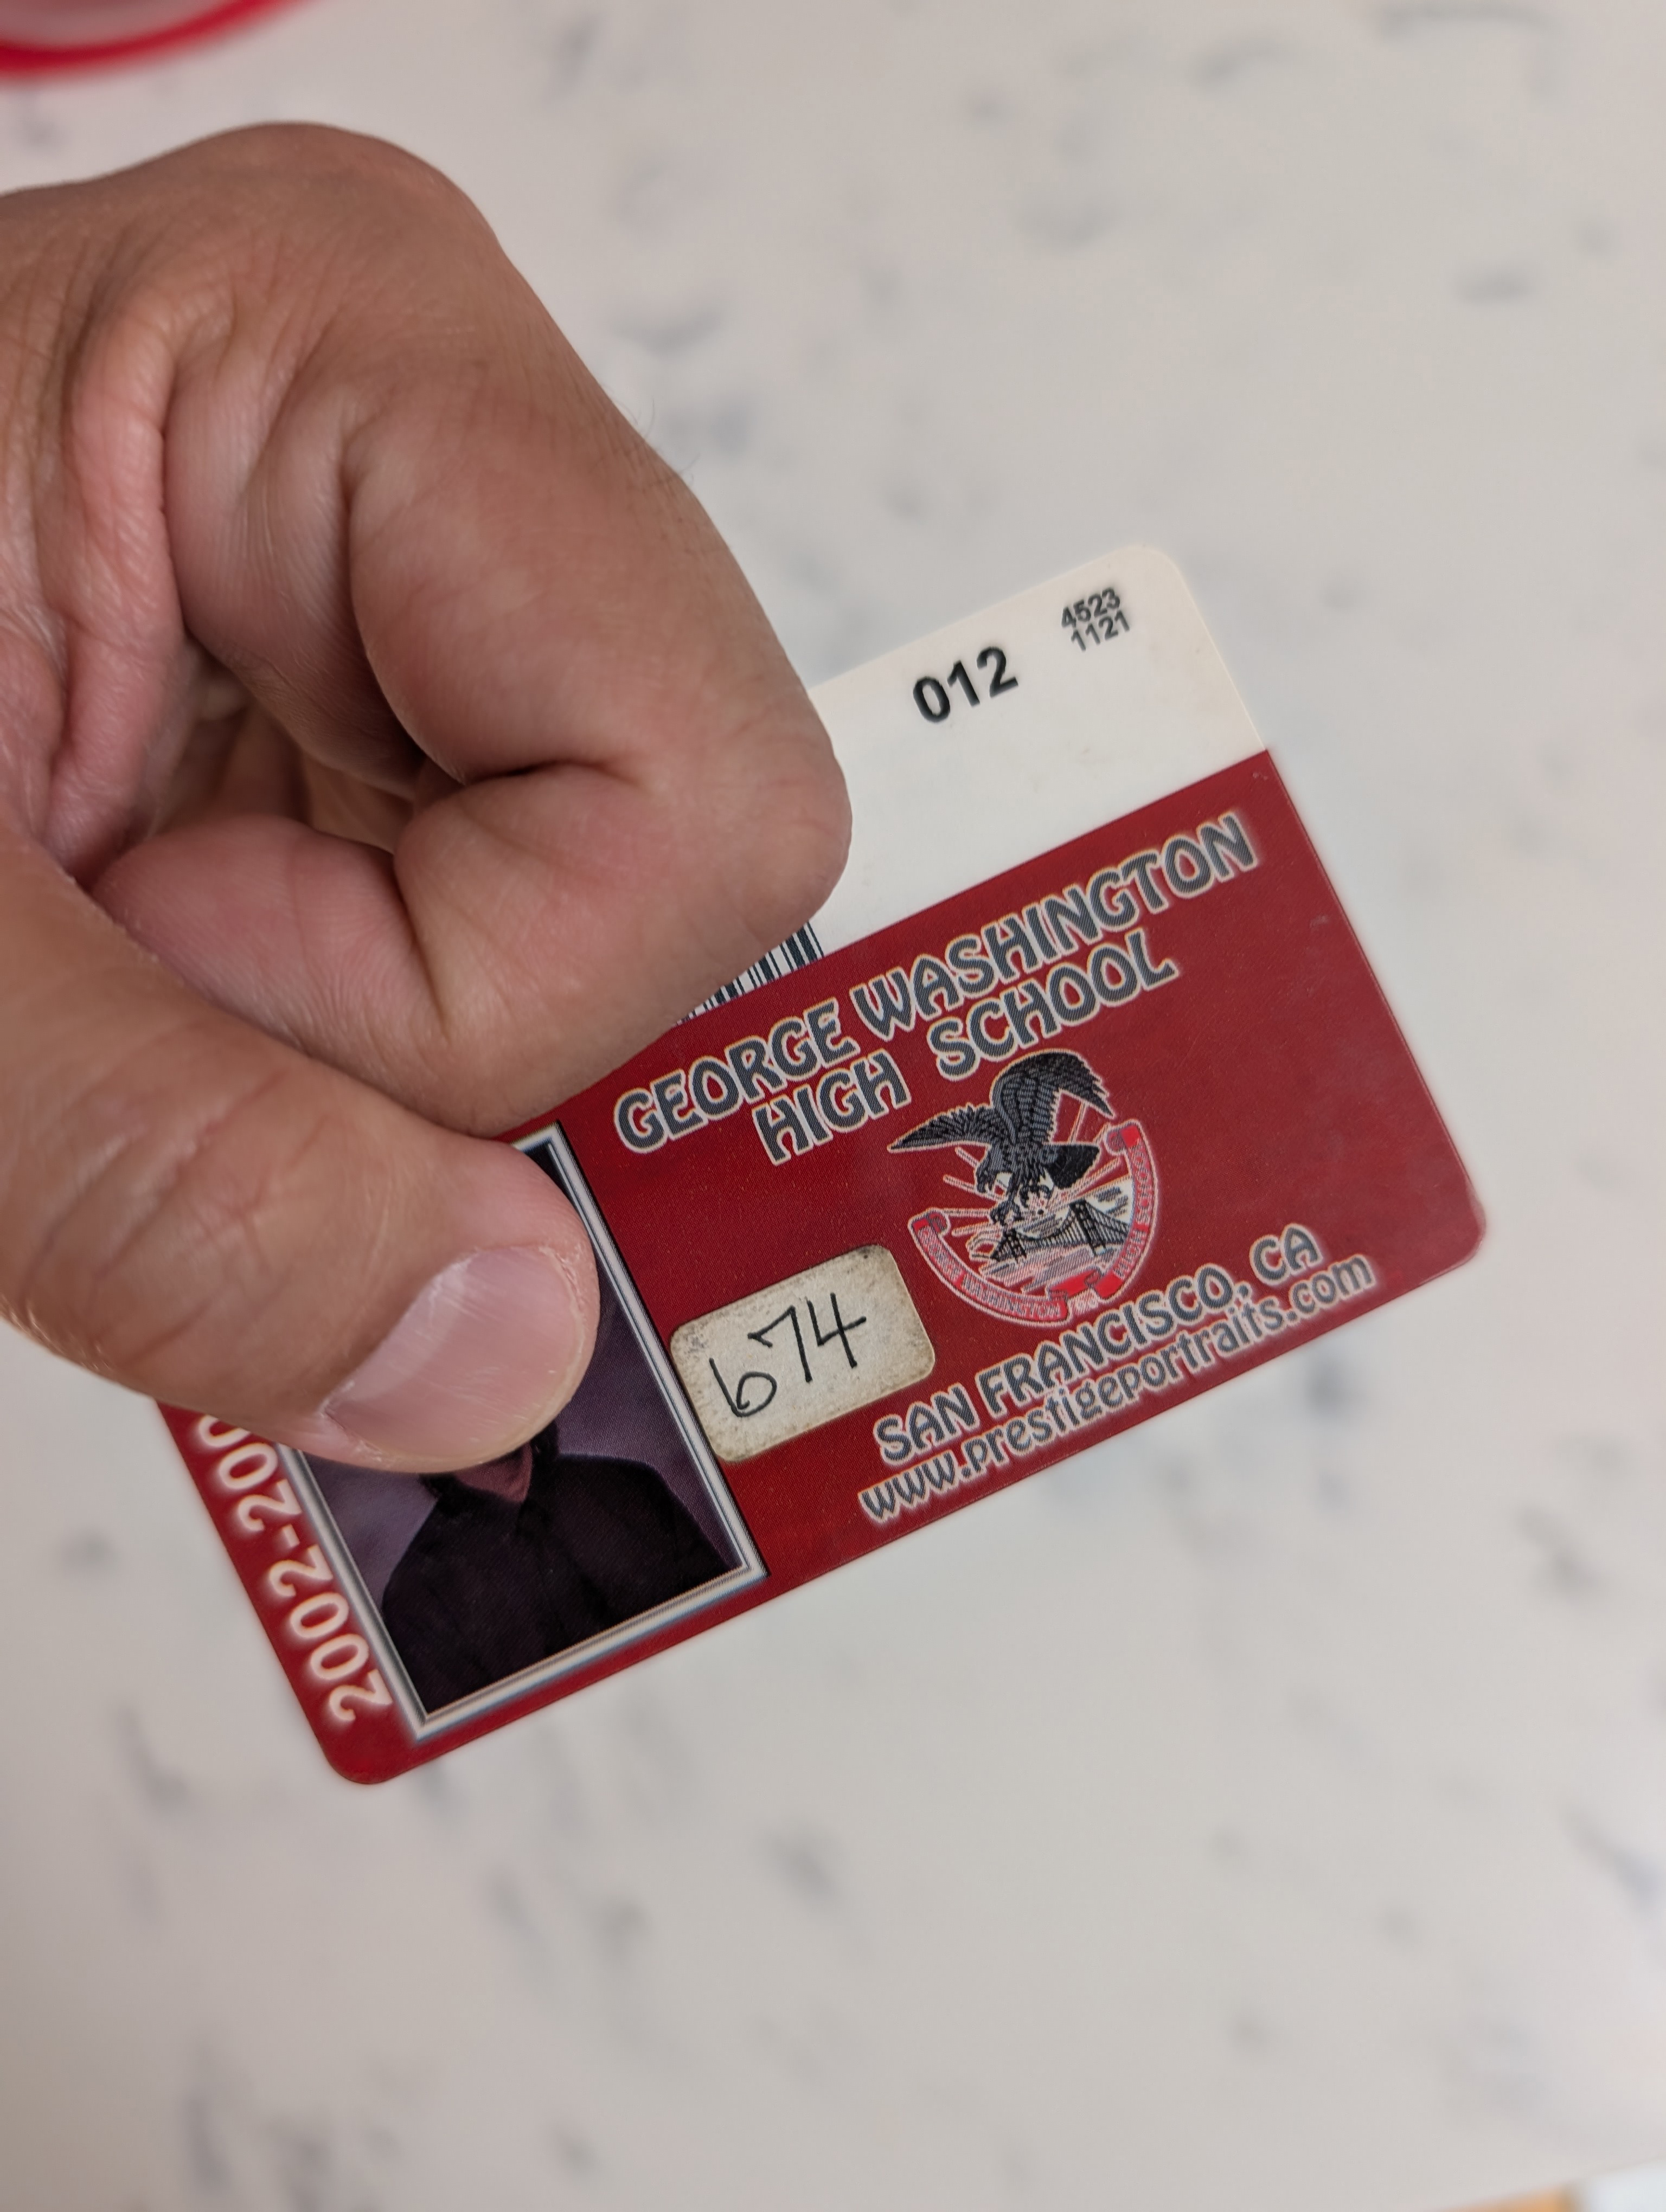 4523
1121
012
GEORGE WASHINGTON
HIGH SCHOOL
674
SAN FRANCISCO, CA
www.prestigeportraits.com